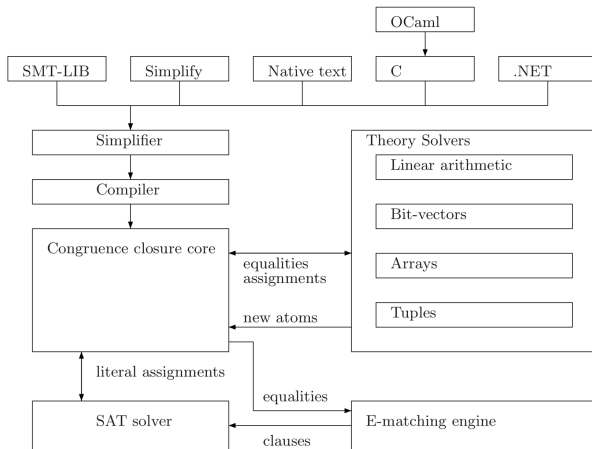 OCaml
SMT-LIB
Simplify
Native text
C
.NET
Simplifier
Theory Solvers
Linear arithmetic
Compiler
Bit-vectors
Congruence closure core
equalities
assignments
Arrays
new atoms
Tuples
literal assignments
equalities
SAT solver
E-matching engine
clauses